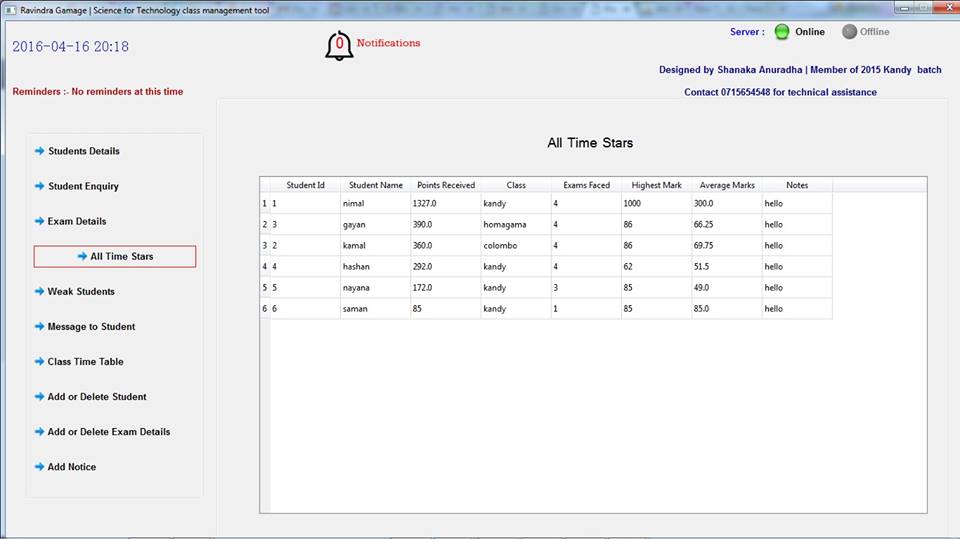 Ravindra Gamage | Science for Technology class management tool
2016-04-16 20:18
0 Notifications
Server : Online Offline
Designed by Shanaka Anuradha | Member of 2015 Kandy batch
Reminders :- No reminders at this time
Contact 0715654548 for technical assistance
Students Details
Student Enquiry
Exam Details
All Time Stars
Weak Students
Message to Student
Class Time Table
Add or Delete Student
Add or Delete Exam Details
Add Notice
All Time Stars
Student Id Student Name Points Received Class Exams Faced Highest Mark Average Marks Notes
1 1 nimal 1327.0 kandy 4 1000 300.0 hello
2 3 gayan 390.0 homagama 4 86 66.25 hello
3 2 kamal 360.0 colombo 4 86 69.75 hello
4 4 hashan 292.0 kandy 4 62 51.5 hello
5 5 nayana 172.0 kandy 3 85 49.0 hello
6 6 saman 85 kandy 1 85 85.0 hello